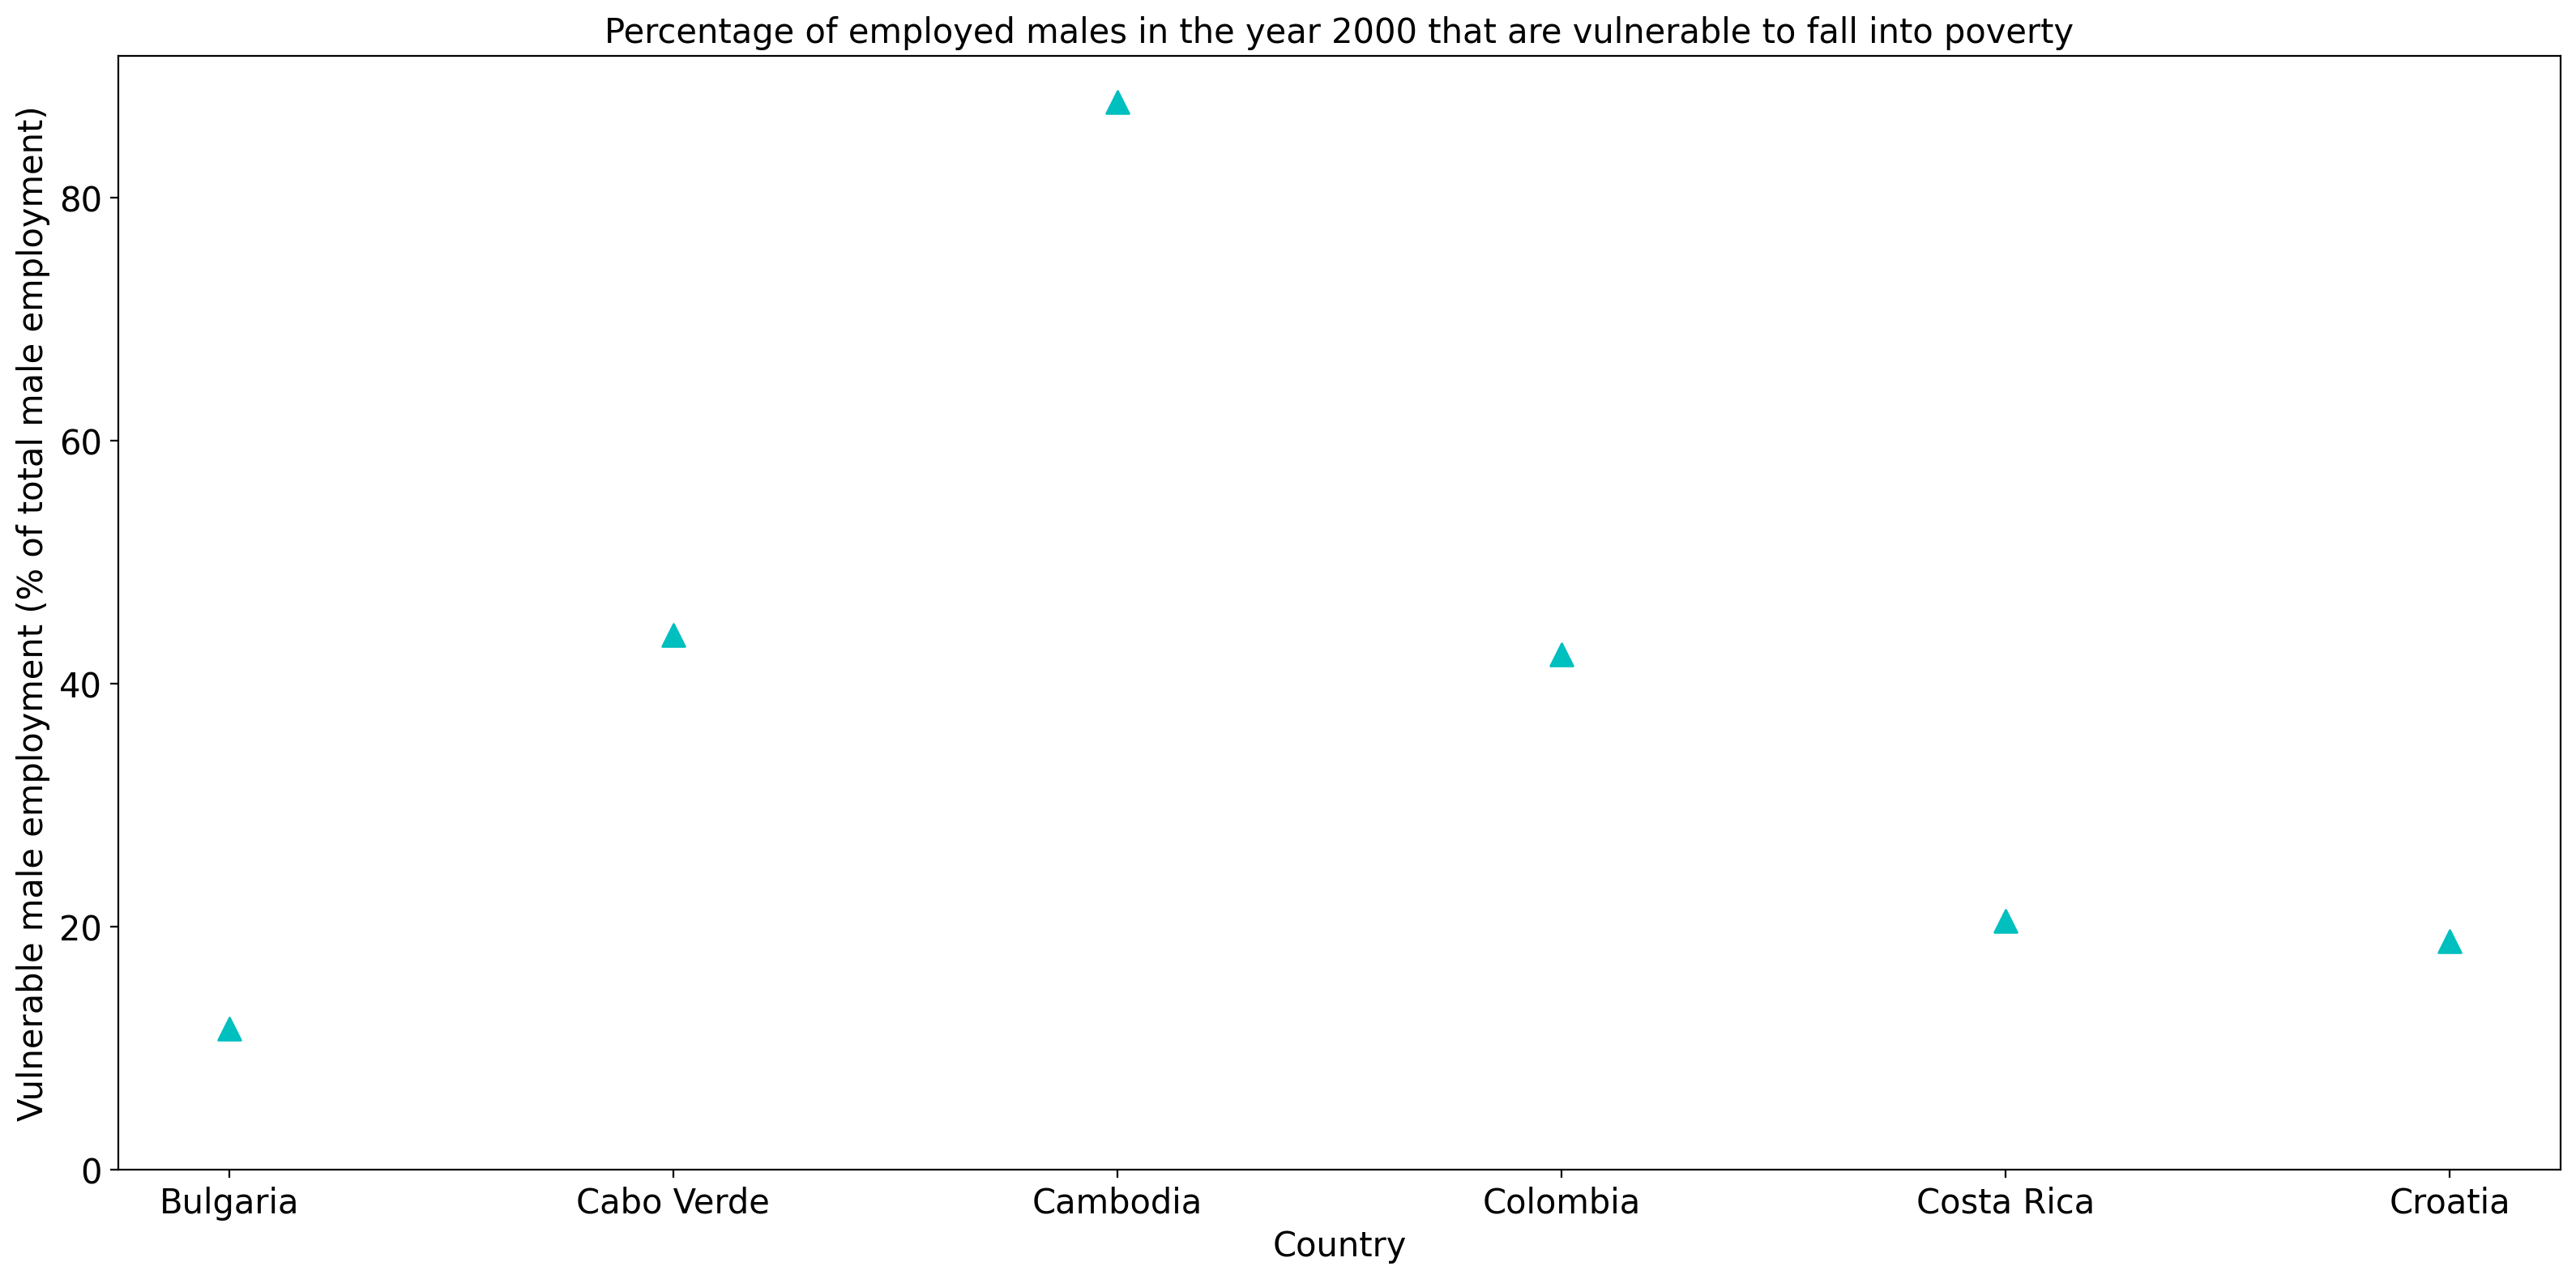 Percentage of employed males in the year 2000 that are vulnerable to fall into poverty
Vulnerable male employment (% of total male employment)
80
60
40
20
0
Bulgaria Cabo Verde Cambodia Colombia Costa Rica Croatia
Country